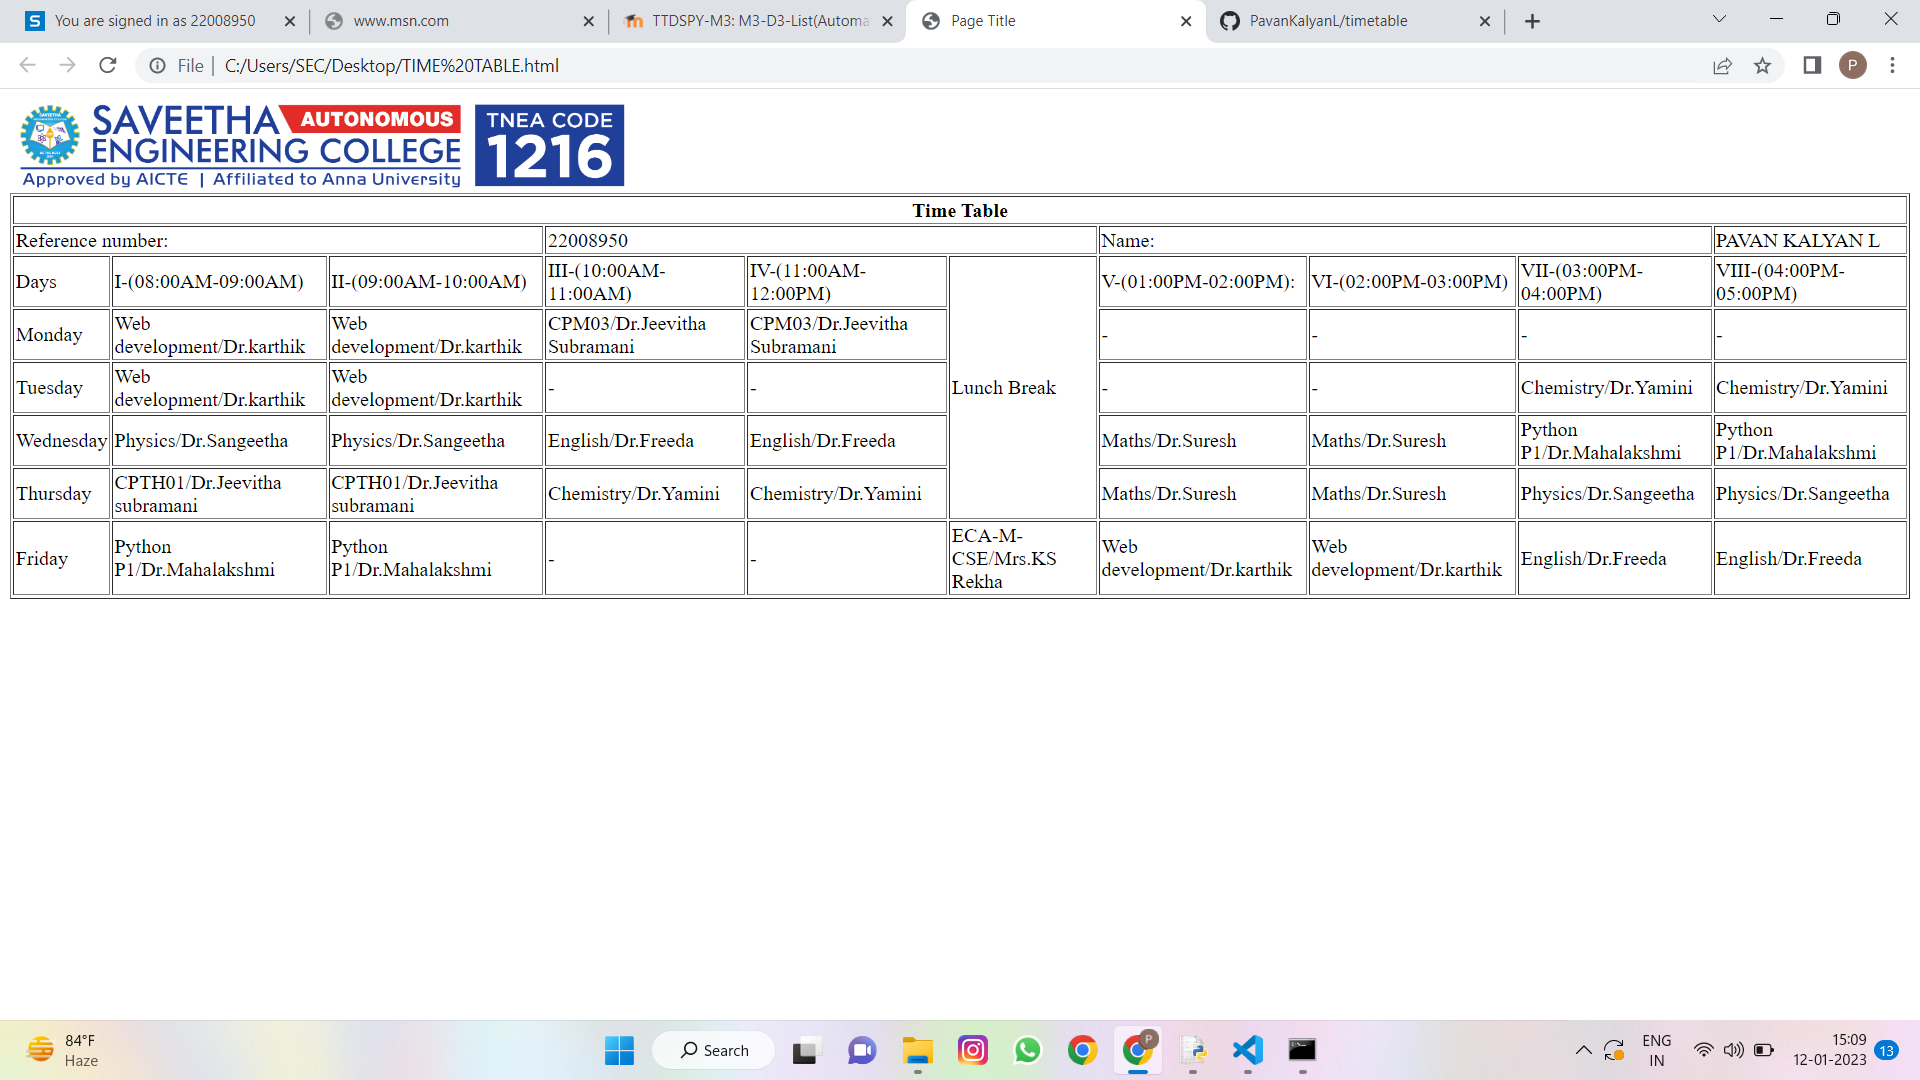 You are signed in as 22008950
www.msn.com
TTDSPY-M3: M3-D3-List(Automa
Page Title
PavanKalyanL/timetable
File | C:/Users/SEC/Desktop/TIME%20TABLE.html
P
SAVEETHA AUTONOMOUS
ENGINEERING COLLEGE
Approved by AICTE | Affiliated to Anna University
TNEA CODE
1216
Time Table
Reference number: 22008950 Name: PAVAN KALYAN L
Days
I-(08:00AM-09:00AM)
II-(09:00AM-10:00AM)
III-(10:00AM-
11:00AM)
IV-(11:00AM-
12:00PM)
Lunch Break
V-(01:00PM-02:00PM):
VI-(02:00PM-03:00PM)
VII-(03:00PM-
04:00PM)
VIII-(04:00PM-
05:00PM)
Monday
Web
development/Dr.karthik
Web
development/Dr.karthik
CPM03/Dr.Jeevitha
Subramani
CPM03/Dr.Jeevitha
Subramani
-
-
-
-
Tuesday
Web
development/Dr.karthik
Web
development/Dr.karthik
-
-
-
-
Chemistry/Dr.Yamini
Chemistry/Dr.Yamini
Wednesday
Physics/Dr.Sangeetha
Physics/Dr.Sangeetha
English/Dr.Freeda
English/Dr.Freeda
Maths/Dr.Suresh
Maths/Dr.Suresh
Python
P1/Dr.Mahalakshmi
Python
P1/Dr.Mahalakshmi
Thursday
CPTH01/Dr.Jeevitha
subramani
CPTH01/Dr.Jeevitha
subramani
Chemistry/Dr.Yamini
Chemistry/Dr.Yamini
Maths/Dr.Suresh
Maths/Dr.Suresh
Physics/Dr.Sangeetha
Physics/Dr.Sangeetha
Friday
Python
P1/Dr.Mahalakshmi
Python
P1/Dr.Mahalakshmi
-
-
ECA-M-
CSE/Mrs.KS
Rekha
Web
development/Dr.karthik
Web
development/Dr.karthik
English/Dr.Freeda
English/Dr.Freeda
84°F
Haze
Search
P
ENG
IN
15:09
12-01-2023
13